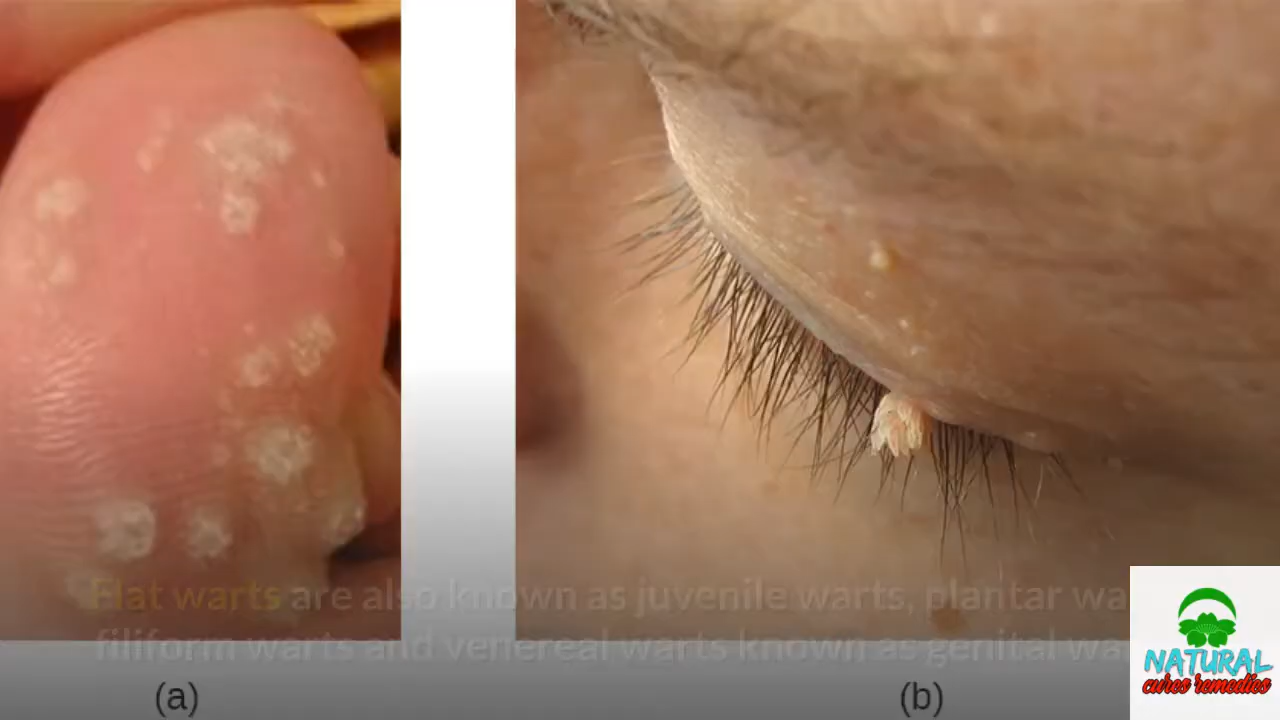 Flat warts are also known as juvenile warts, plantar wa
filiform warts and venereal warts known as genital wa
(a)
(b)
NATURAL
cures remedies